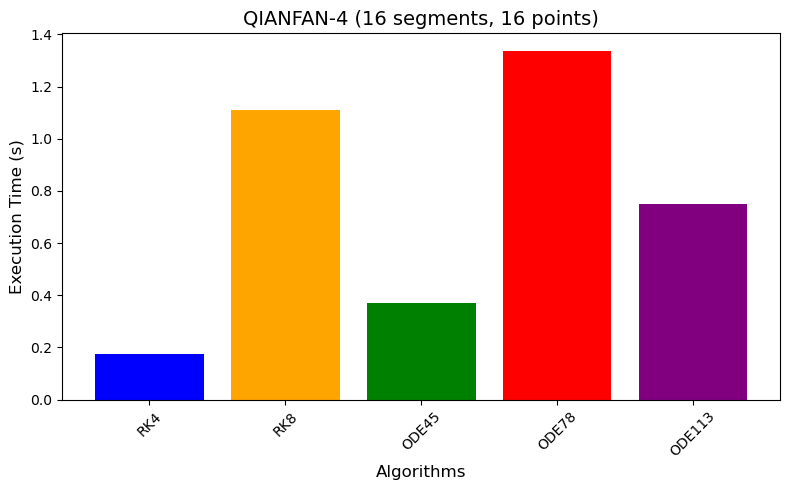 QIANFAN-4 (16 segments, 16 points)
Execution Time (s)
1.4
1.2
1.0
0.8
0.6
0.4
0.2
0.0
RK4
RK8
ODE45
ODE78
ODE113
Algorithms